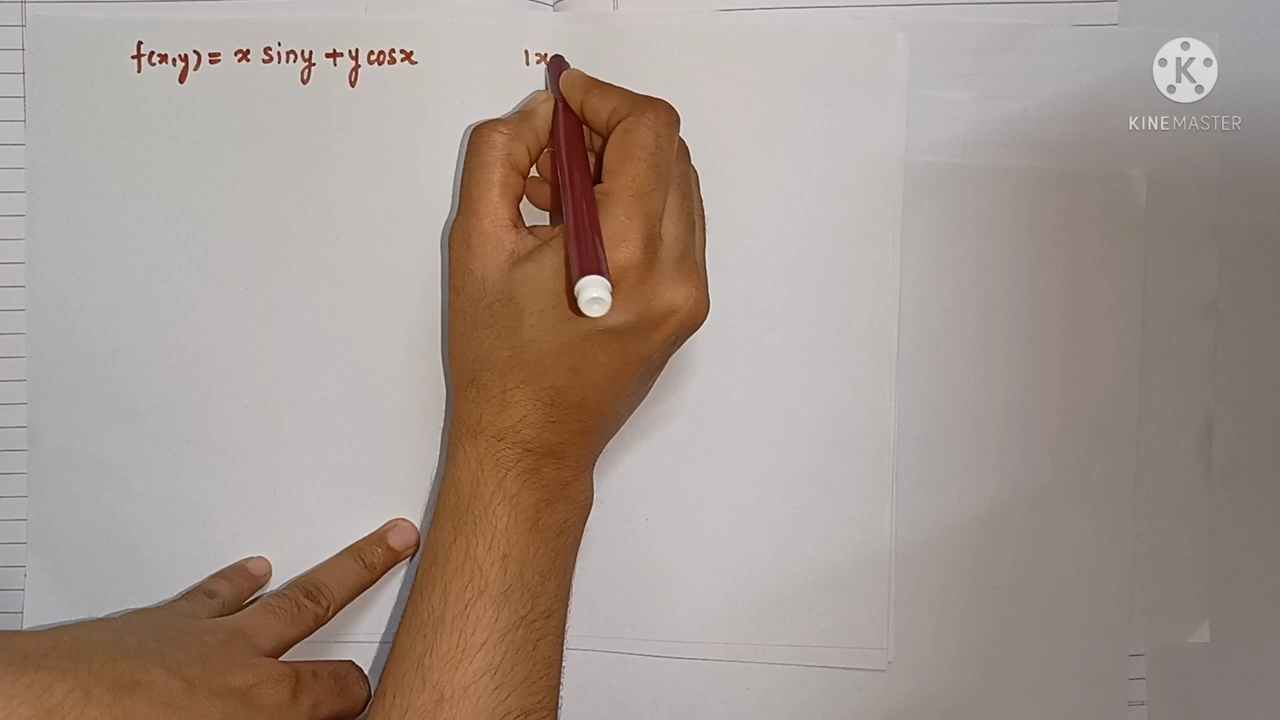 f(x,y) = x siny + y cosx |x
K
KINEMASTER